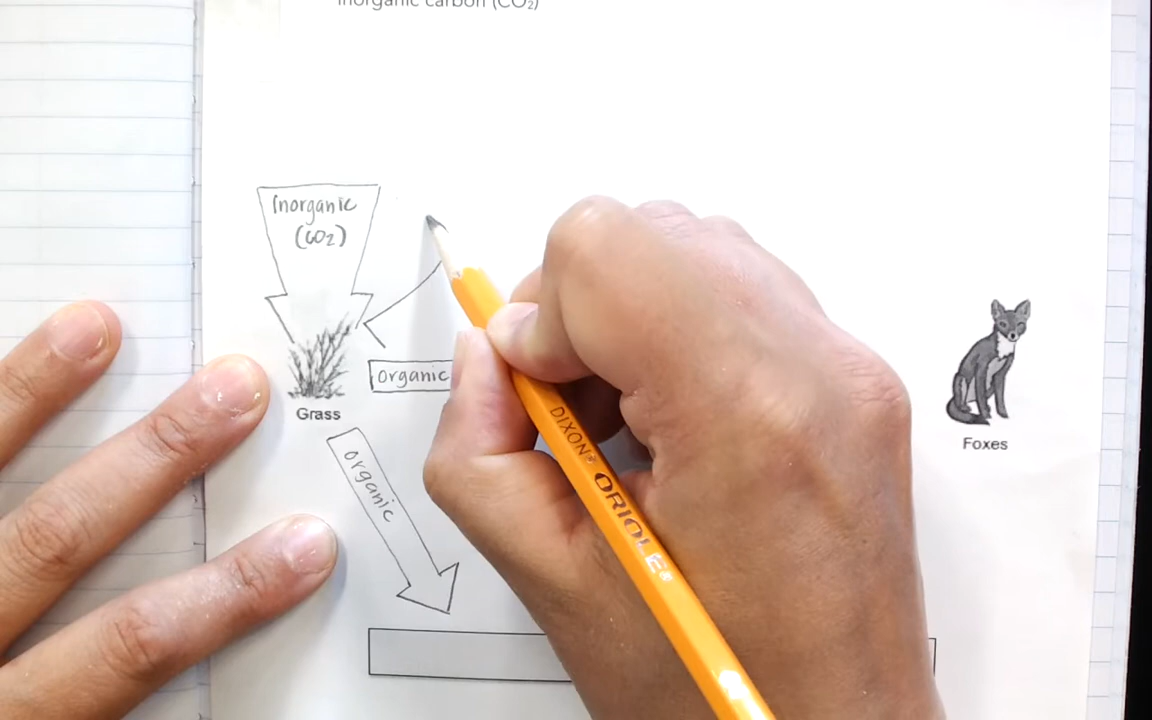 inorganic carbon (CO₂)
Inorganic
(CO₂)
Organic
Grass
Foxes
organic
DIXON® ORIOLE®